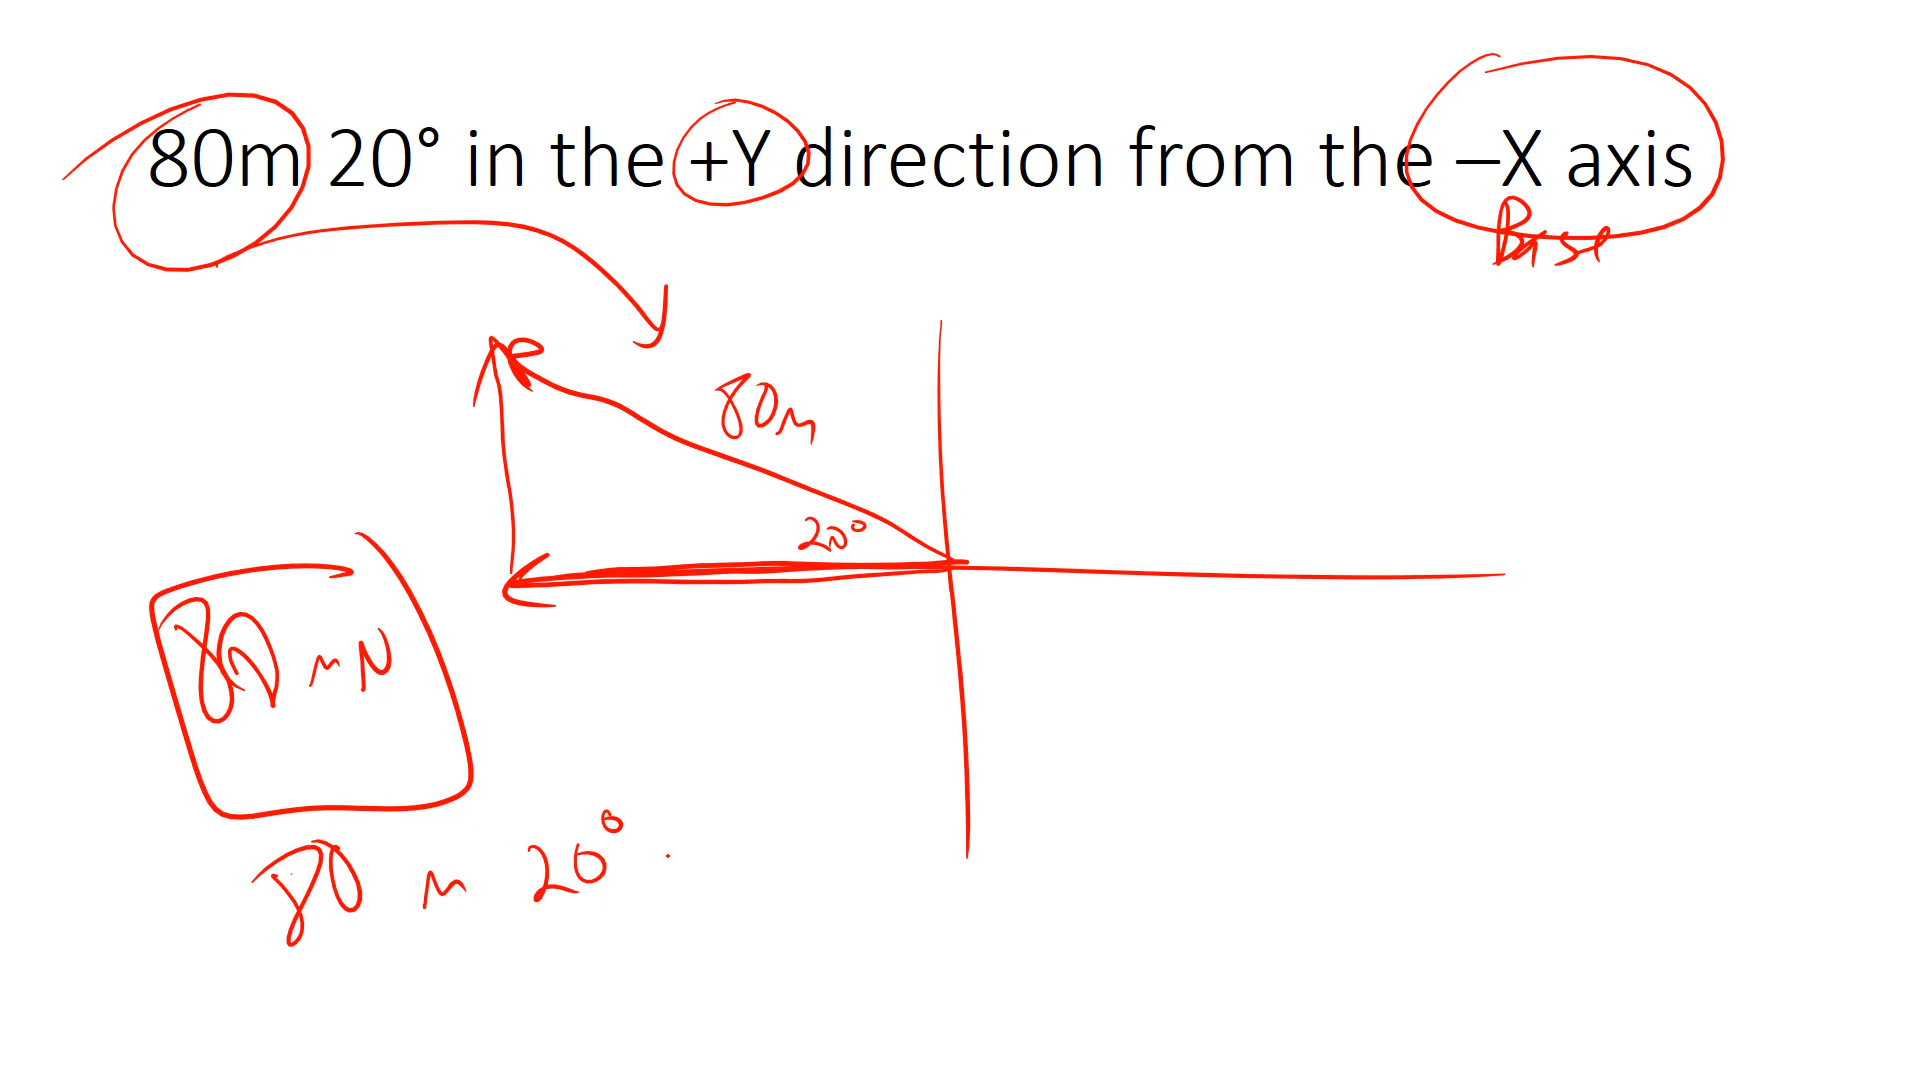 80m 20° in the +Y direction from the –X axis
Base
80m
20°
80 m N
80 m 20°